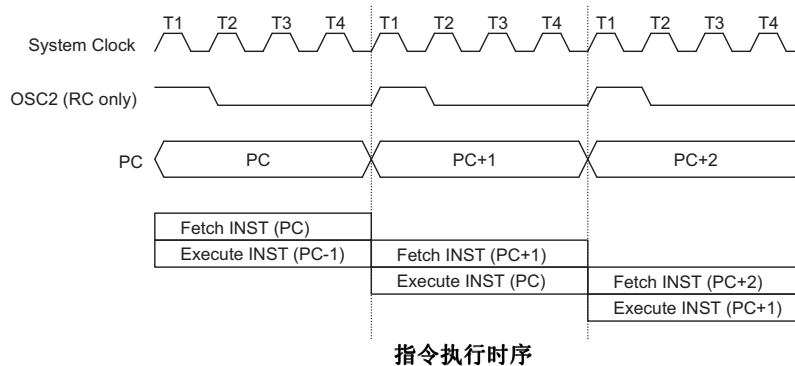 T1 T2 T3 T4 T1 T2 T3 T4 T1 T2 T3 T4
System Clock
OSC2 (RC only)
PC PC PC+1 PC+2
Fetch INST (PC)
Execute INST (PC-1) Fetch INST (PC+1)
Execute INST (PC) Fetch INST (PC+2)
Execute INST (PC+1)
指令执行时序